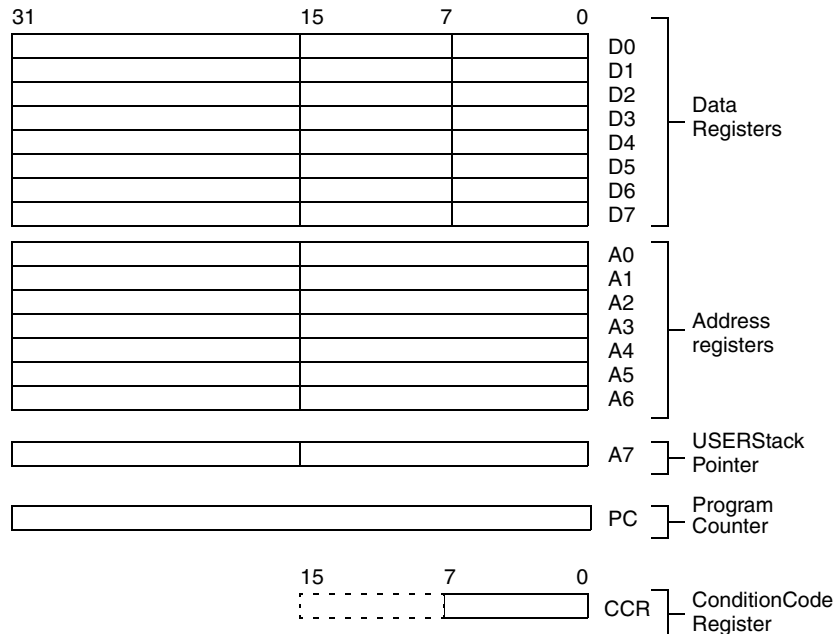 31 15 7 0
D0
D1
D2
D3
D4
D5
D6
D7
Data
Registers
A0
A1
A2
A3
A4
A5
A6
Address
registers
A7
USERStack
Pointer
PC
Program
Counter
15 7 0
CCR
ConditionCode
Register